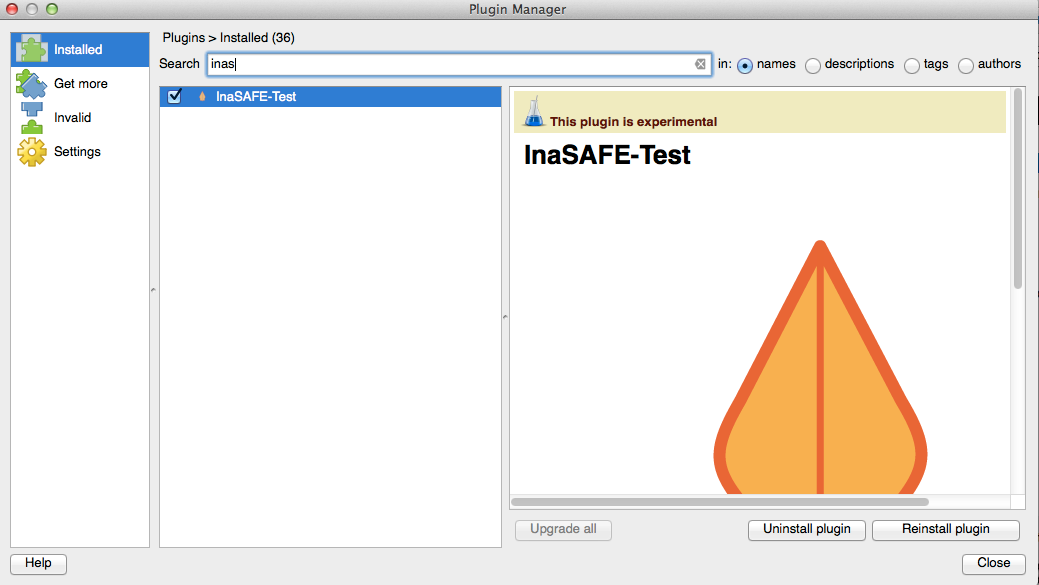 Plugin Manager
Installed
Get more
Invalid
Settings
Plugins > Installed (36)
Search inas in: names descriptions tags authors
InaSAFE-Test
This plugin is experimental
InaSAFE-Test
Upgrade all Uninstall plugin Reinstall plugin
Help Close